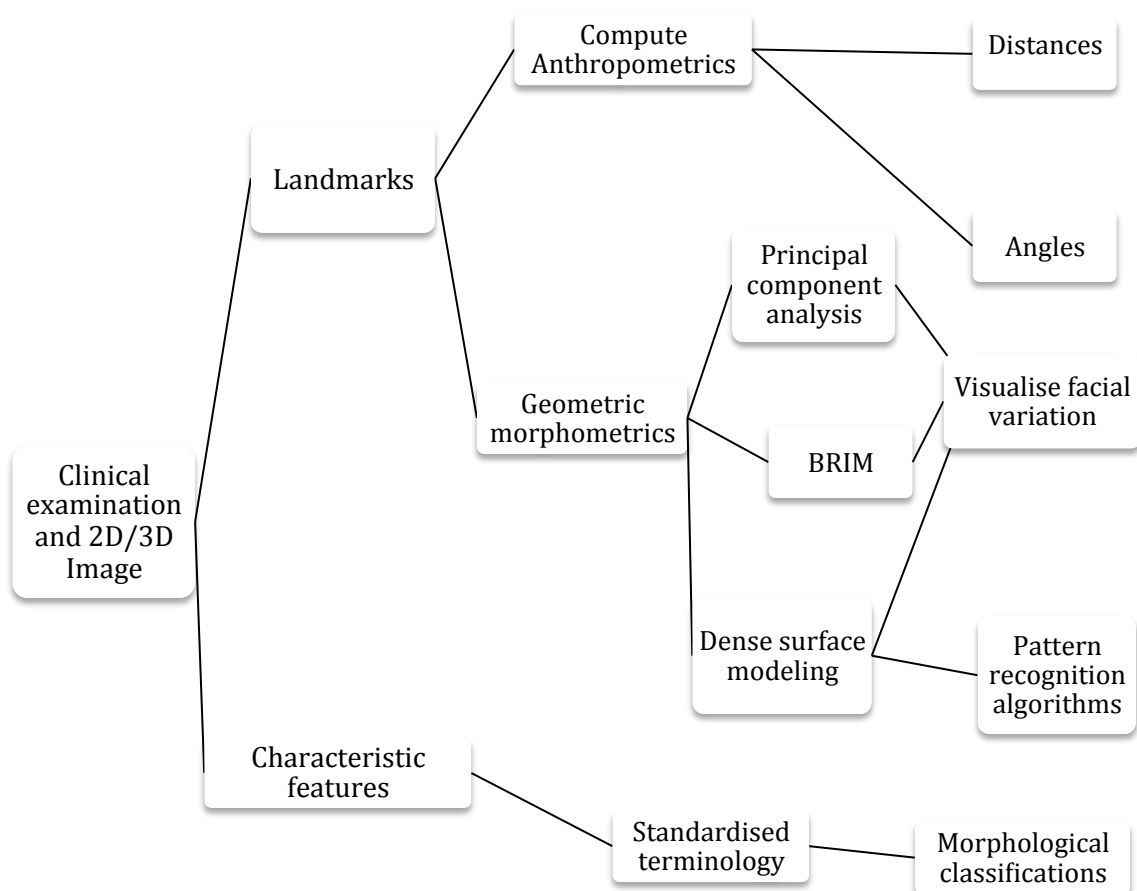 Compute
Anthropometrics
Distances
Landmarks
Angles
Principal
component
analysis
Visualise facial
variation
Geometric
morphometrics
BRIM
Clinical
examination
and 2D/3D
Image
Dense surface
modeling
Pattern
recognition
algorithms
Characteristic
features
Standardised
terminology
Morphological
classifications